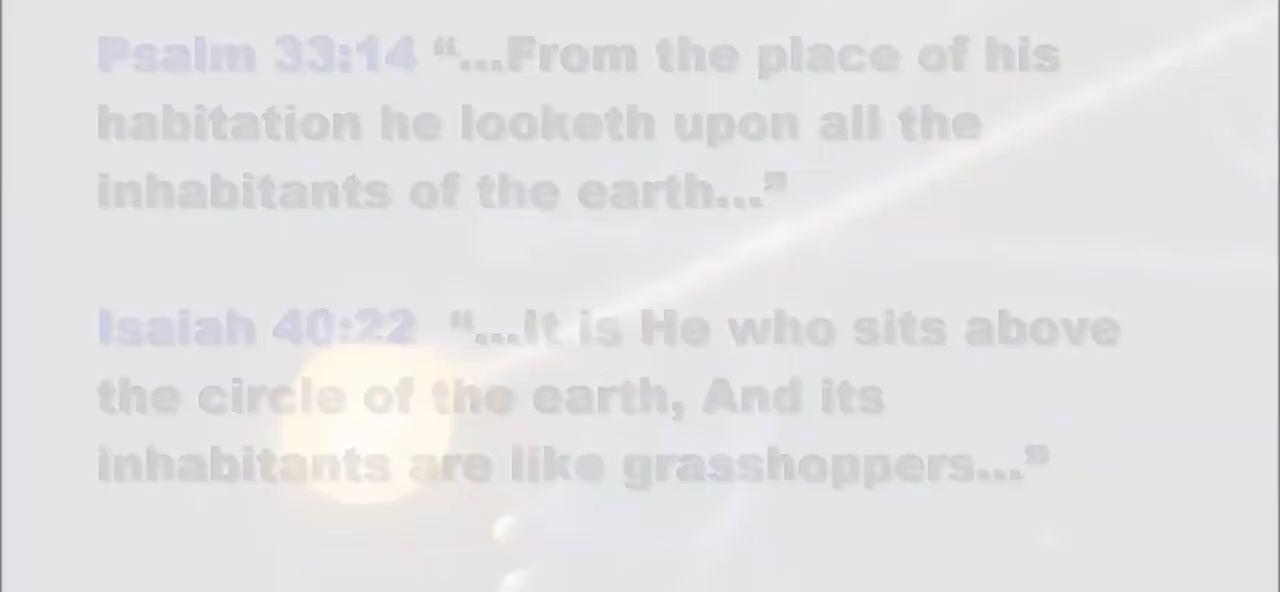 Psalm 33:14 “...From the place of his
habitation he looketh upon all the
inhabitants of the earth...”
Isaiah 40:22 “...It is He who sits above
the circle of the earth, And its
inhabitants are like grasshoppers...”